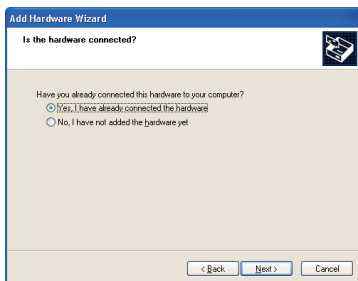 Add Hardware Wizard
Is the hardware connected?
Have you already connected this hardware to your computer?
Yes, I have already connected the hardware
No, I have not added the hardware yet
< Back
Next >
Cancel